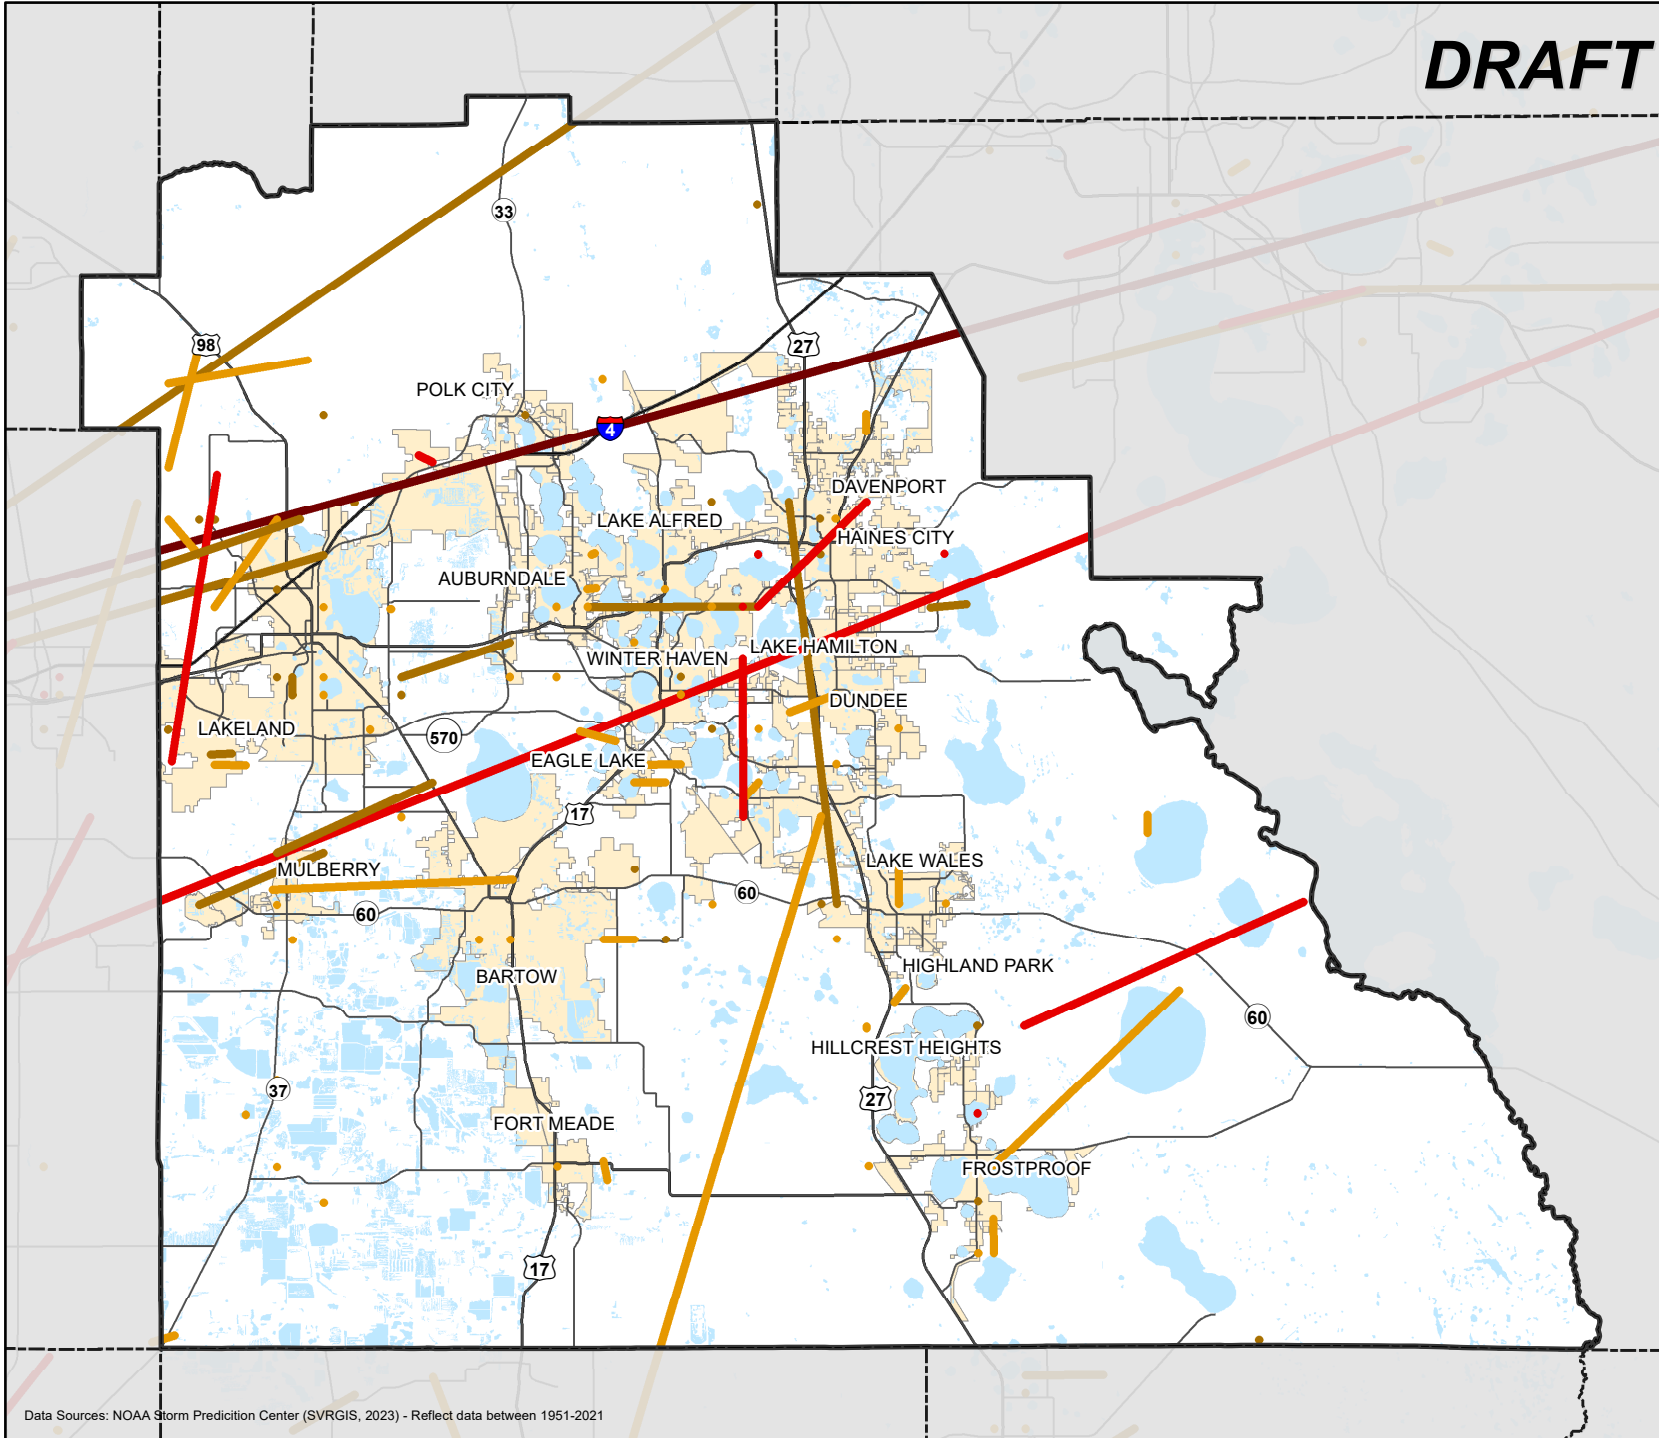 DRAFT
33
98
27
POLK CITY
4
DAVENPORT
LAKE ALFRED
HAINES CITY
AUBURNDALE
LAKE HAMILTON
WINTER HAVEN
DUNDEE
LAKELAND
570
EAGLE LAKE
17
LAKE WALES
MULBERRY
60
60
HIGHLAND PARK
BARTOW
60
HILLCREST HEIGHTS
37
27
FORT MEADE
FROSTPROOF
17
Data Sources: NOAA Storm Predicition Center (SVRGIS, 2023) - Reflect data between 1951-2021